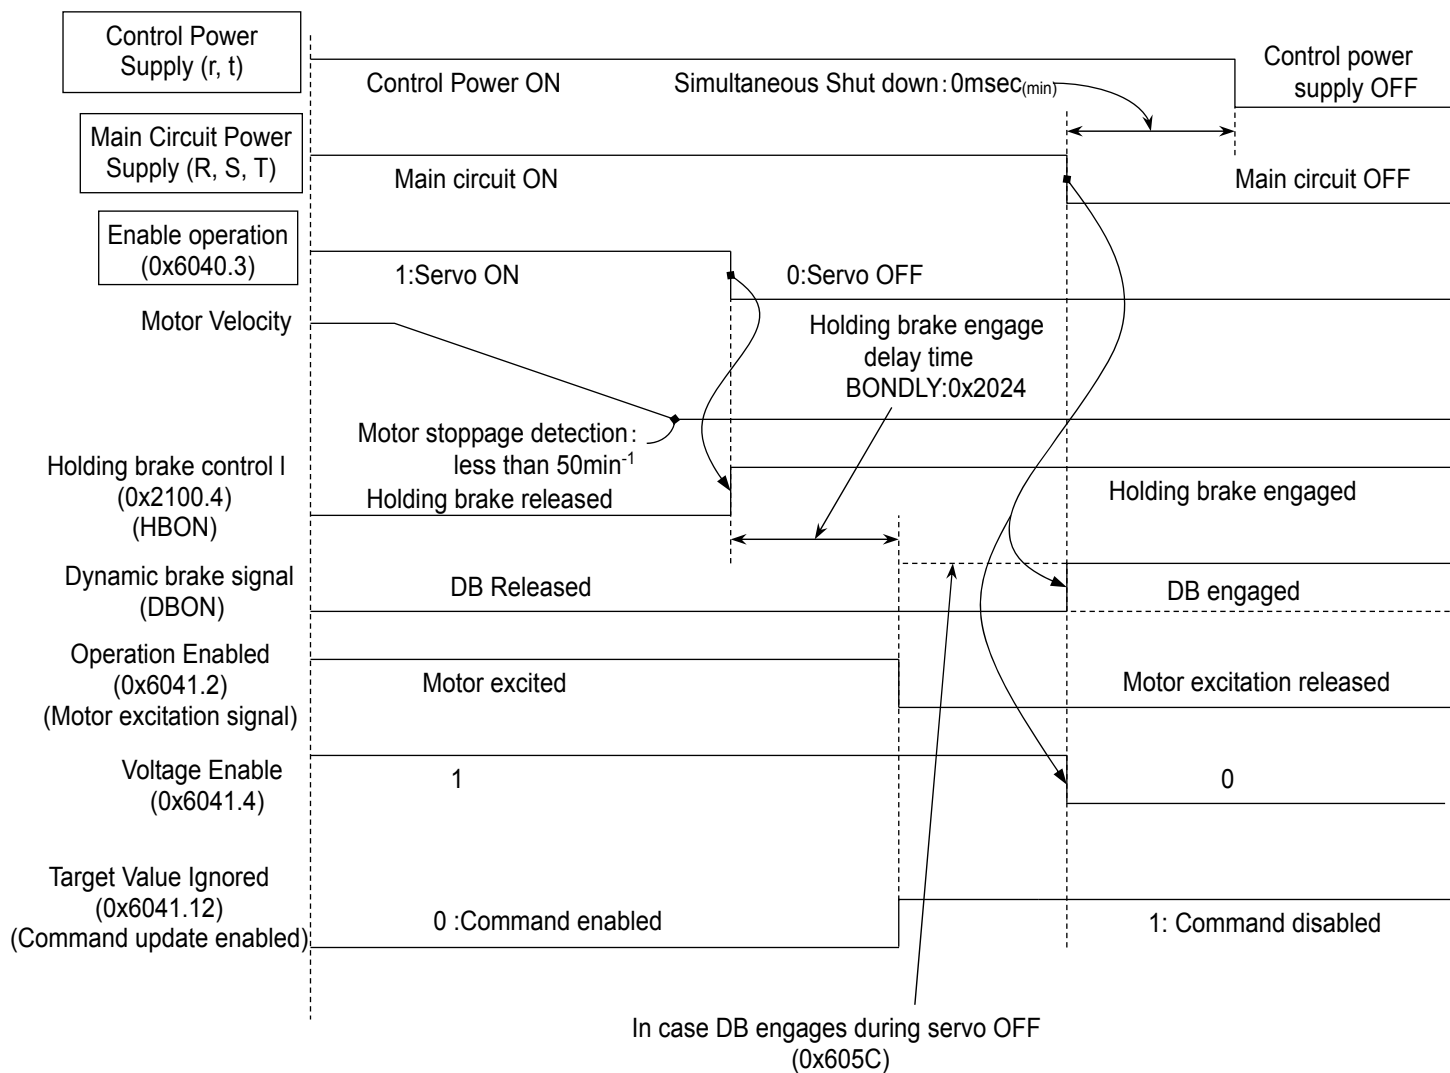 Control Power
Supply (r, t)
Control Power ON
Simultaneous Shut down:0msec(min)
Control power
supply OFF
Main Circuit Power
Supply (R, S, T)
Main circuit ON
Main circuit OFF
Enable operation
(0x6040.3)
1:Servo ON
0:Servo OFF
Motor Velocity
Holding brake engage
delay time
BONDLY:0x2024
Motor stoppage detection:
less than 50min-1
Holding brake control I
(0x2100.4)
(HBON)
Holding brake released
Holding brake engaged
Dynamic brake signal
(DBON)
DB Released
DB engaged
Operation Enabled
(0x6041.2)
(Motor excitation signal)
Motor excited
Motor excitation released
Voltage Enable
(0x6041.4)
1
0
Target Value Ignored
(0x6041.12)
(Command update enabled)
0 :Command enabled
1: Command disabled
In case DB engages during servo OFF
(0x605C)